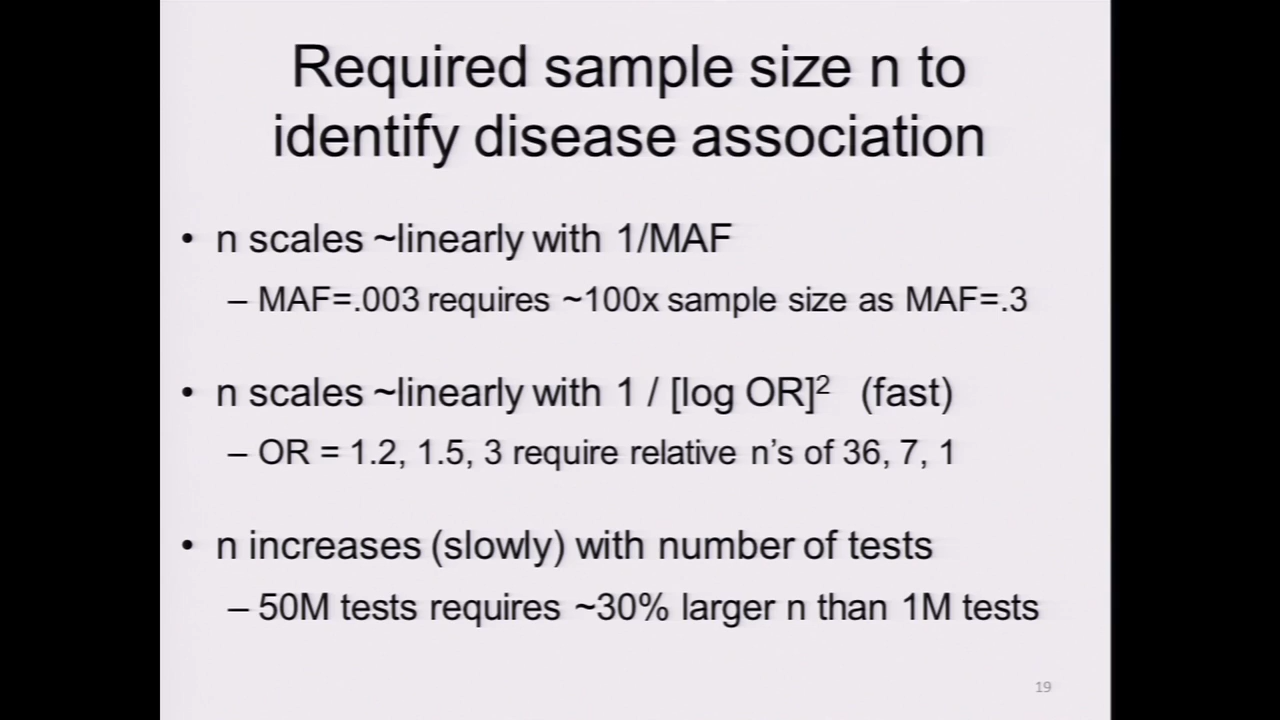 Required sample size n to
identify disease association
• n scales ~linearly with 1/MAF
– MAF=.003 requires ~100x sample size as MAF=.3
• n scales ~linearly with 1 / [log OR]² (fast)
– OR = 1.2, 1.5, 3 require relative n’s of 36, 7, 1
• n increases (slowly) with number of tests
– 50M tests requires ~30% larger n than 1M tests
19